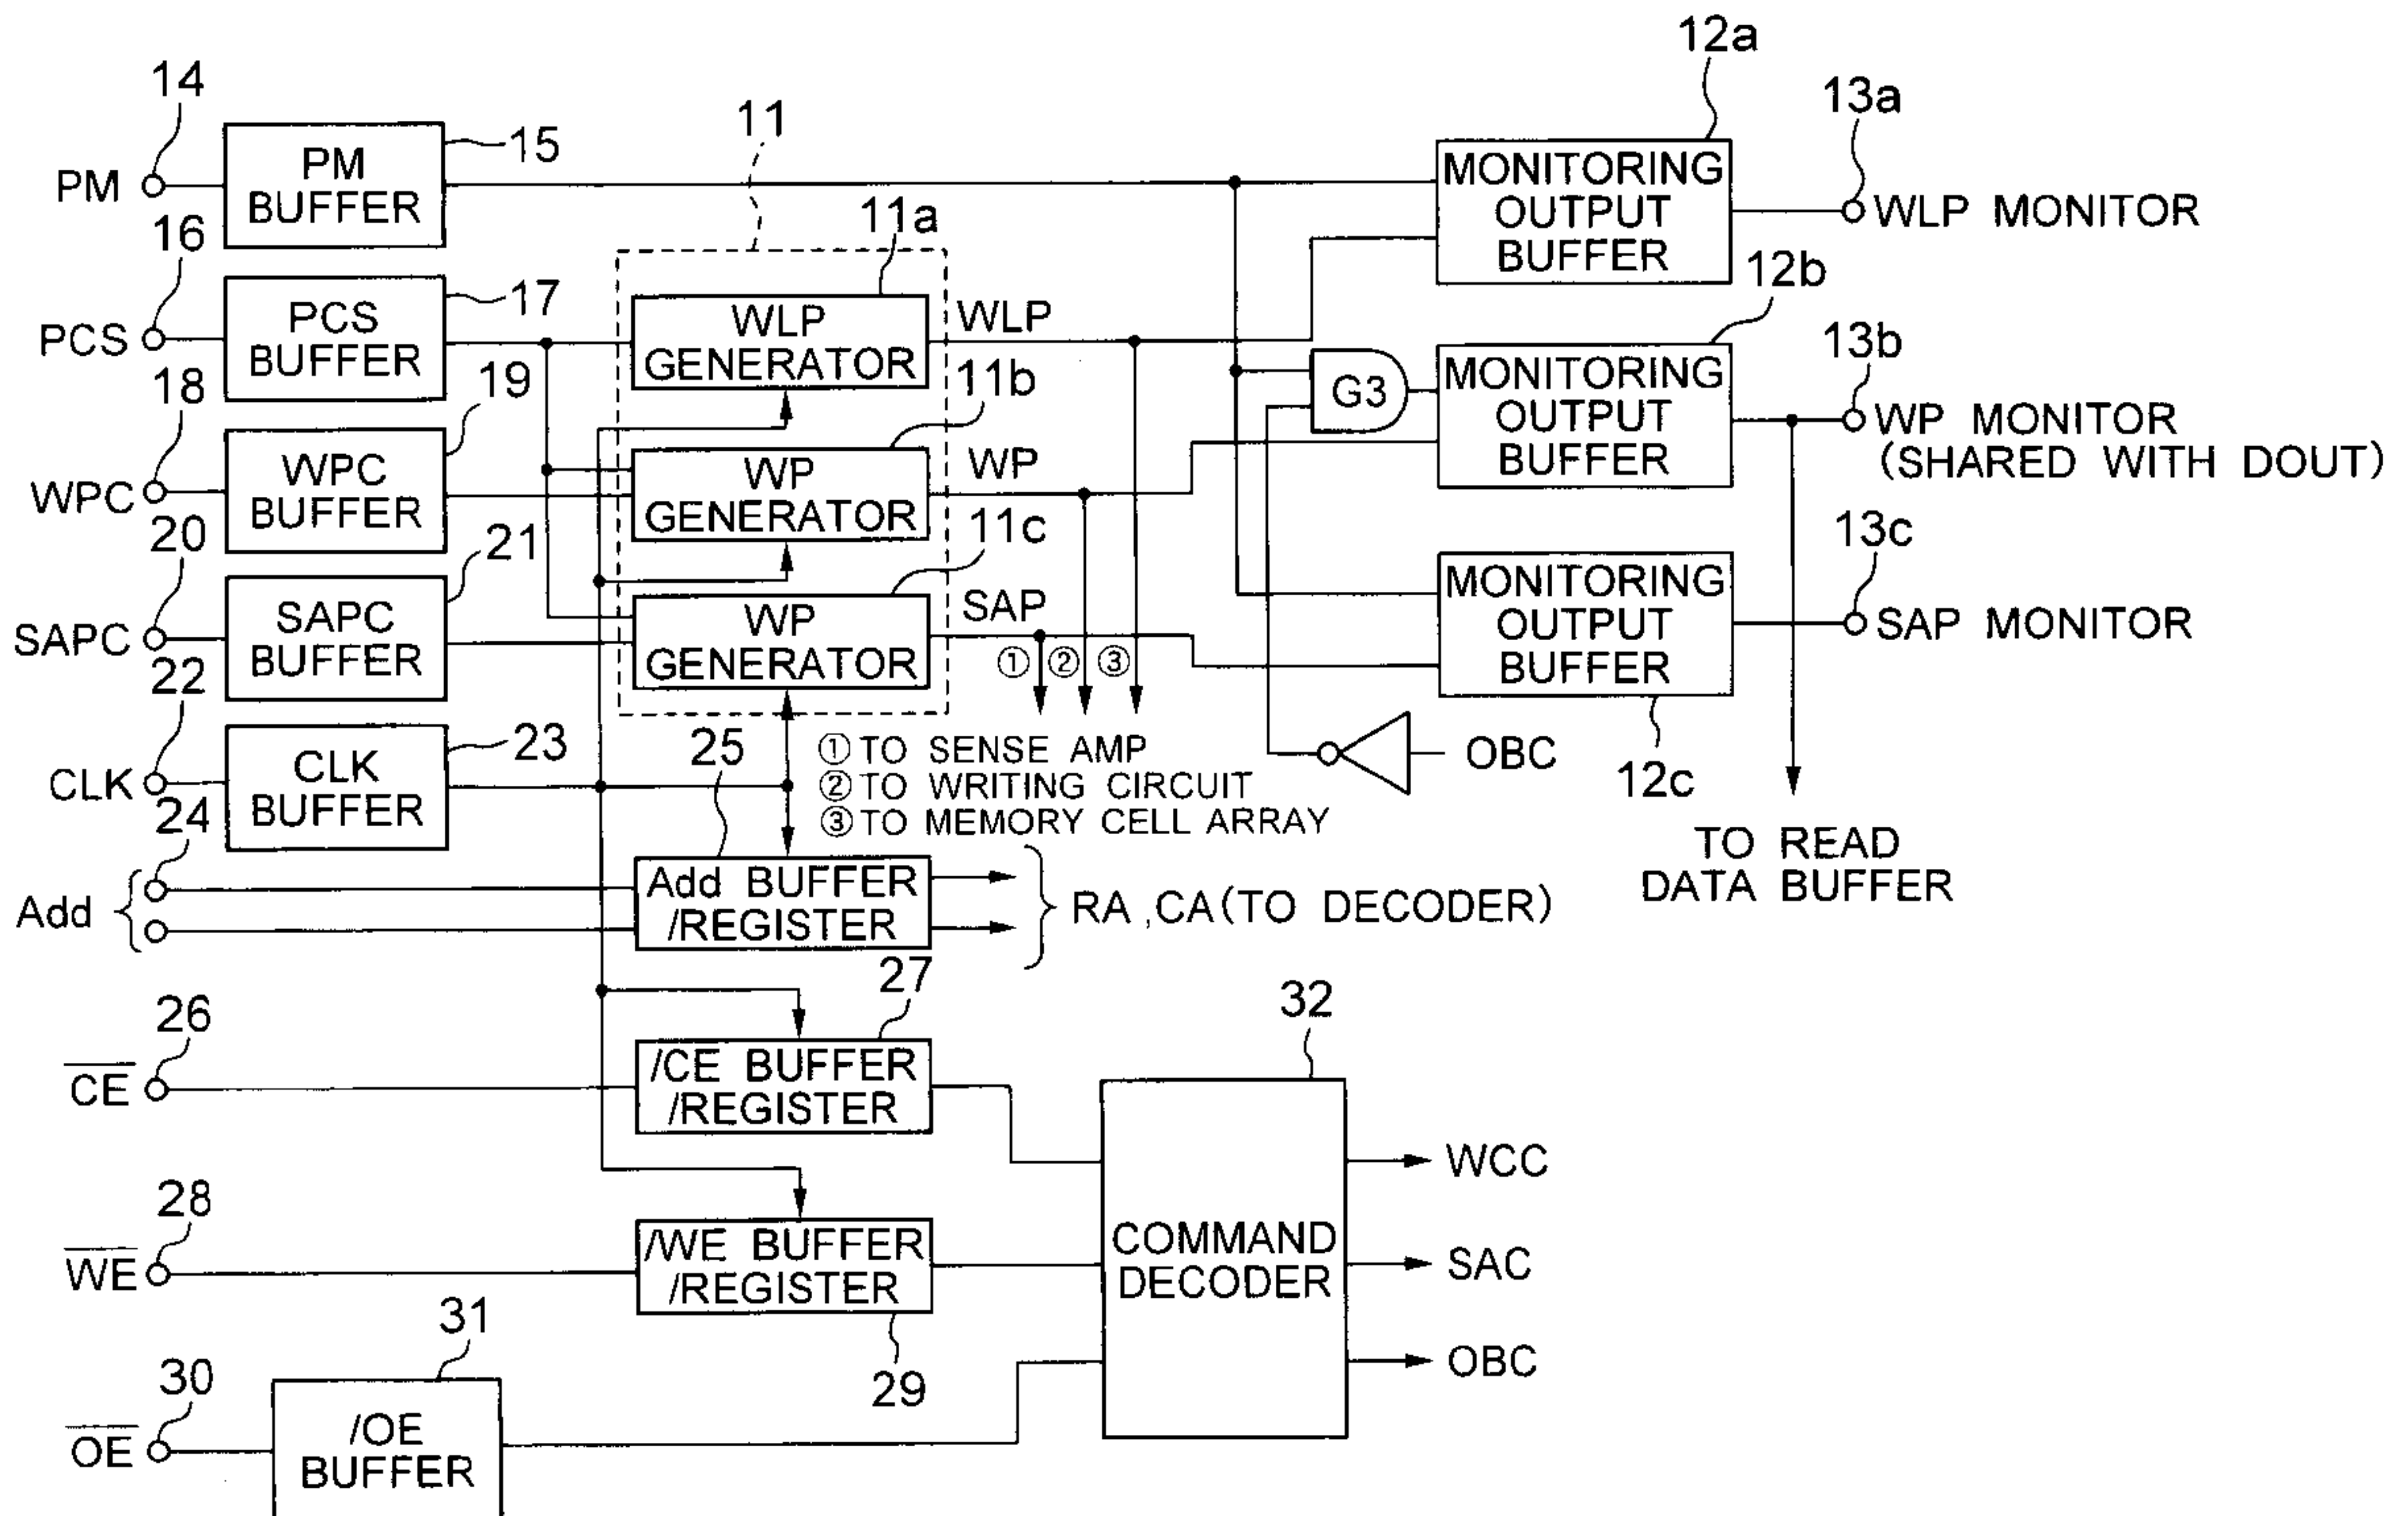 12a
14
13a
11
PM
PM
BUFFER
15
MONITORING
OUTPUT
BUFFER
WLP MONITOR
16
11a
PCS
PCS
BUFFER
17
WLP
GENERATOR
WLP
12b
18
19
11b
G3
MONITORING
OUTPUT
BUFFER
13b
WP MONITOR
(SHARED WITH DOUT)
WPC
WPC
BUFFER
WP
GENERATOR
WP
20
21
11c
13c
SAPC
SAPC
BUFFER
WP
GENERATOR
SAP
① ② ③
MONITORING
OUTPUT
BUFFER
SAP MONITOR
22
23
25
① TO SENSE AMP
② TO WRITING CIRCUIT
③ TO MEMORY CELL ARRAY
OBC
12c
CLK
CLK
BUFFER
24
TO READ
DATA BUFFER
Add
Add BUFFER
/REGISTER
RA ,CA(TO DECODER)
27
26
32
CE
/CE BUFFER
/REGISTER
WCC
28
WE
/WE BUFFER
/REGISTER
COMMAND
DECODER
SAC
31
29
30
OBC
OE
/OE
BUFFER